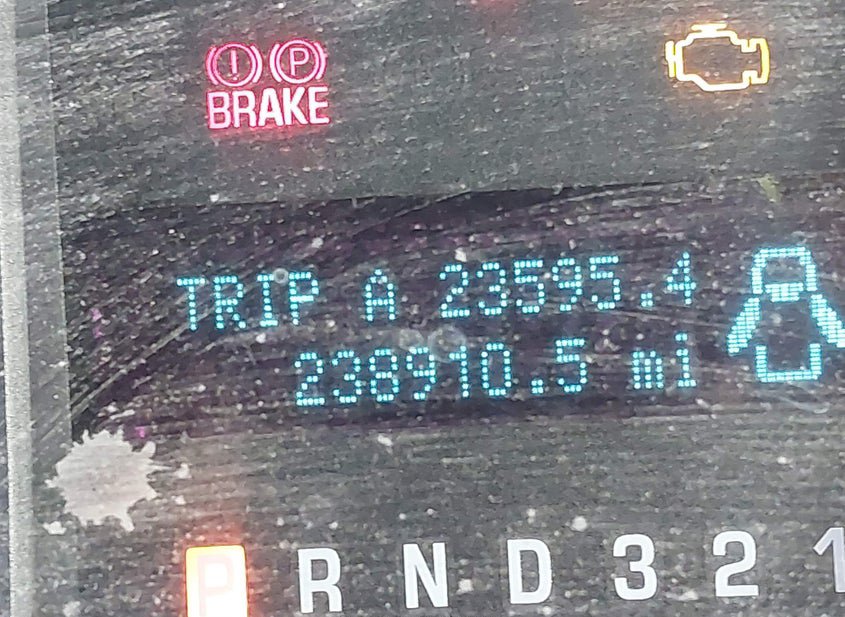 (!) (P)
BRAKE
TRIP A 23595.4
238910.5 mi
P R N D 3 2 1